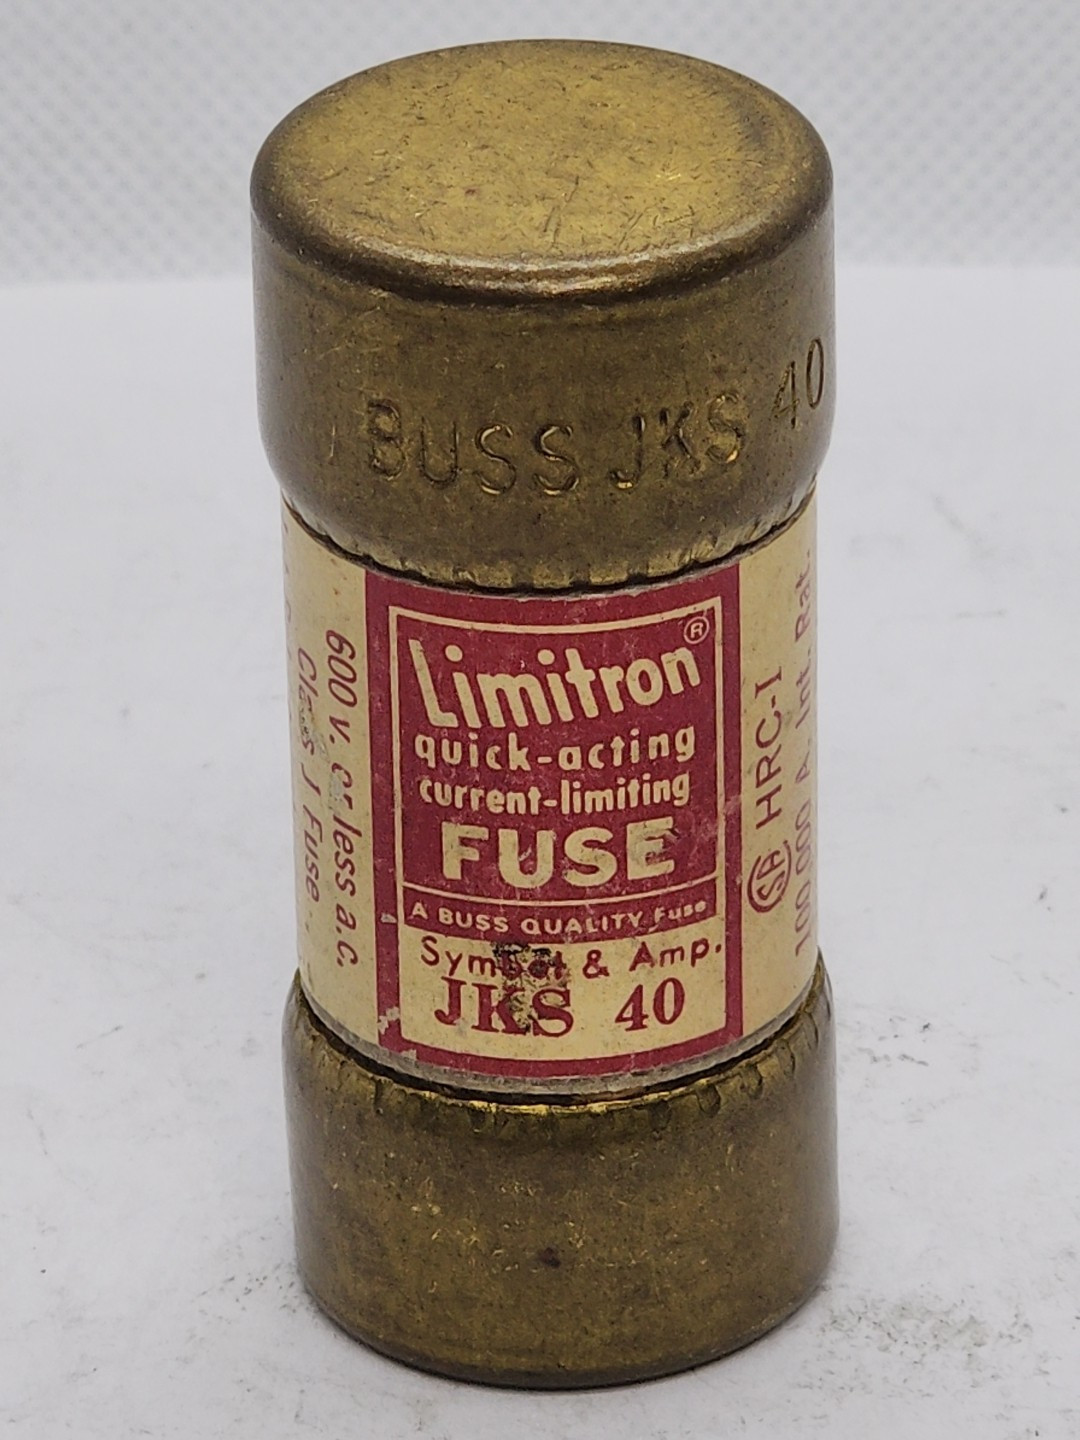 BUSS JKS 40
Limitron®
quick-acting
current-limiting
FUSE
A BUSS QUALITY Fuse
Symbol & Amp.
JKS 40
600 v. or less a.c.
Class J Fuse
SA HRC-I
100,000 A. Int. Rat.